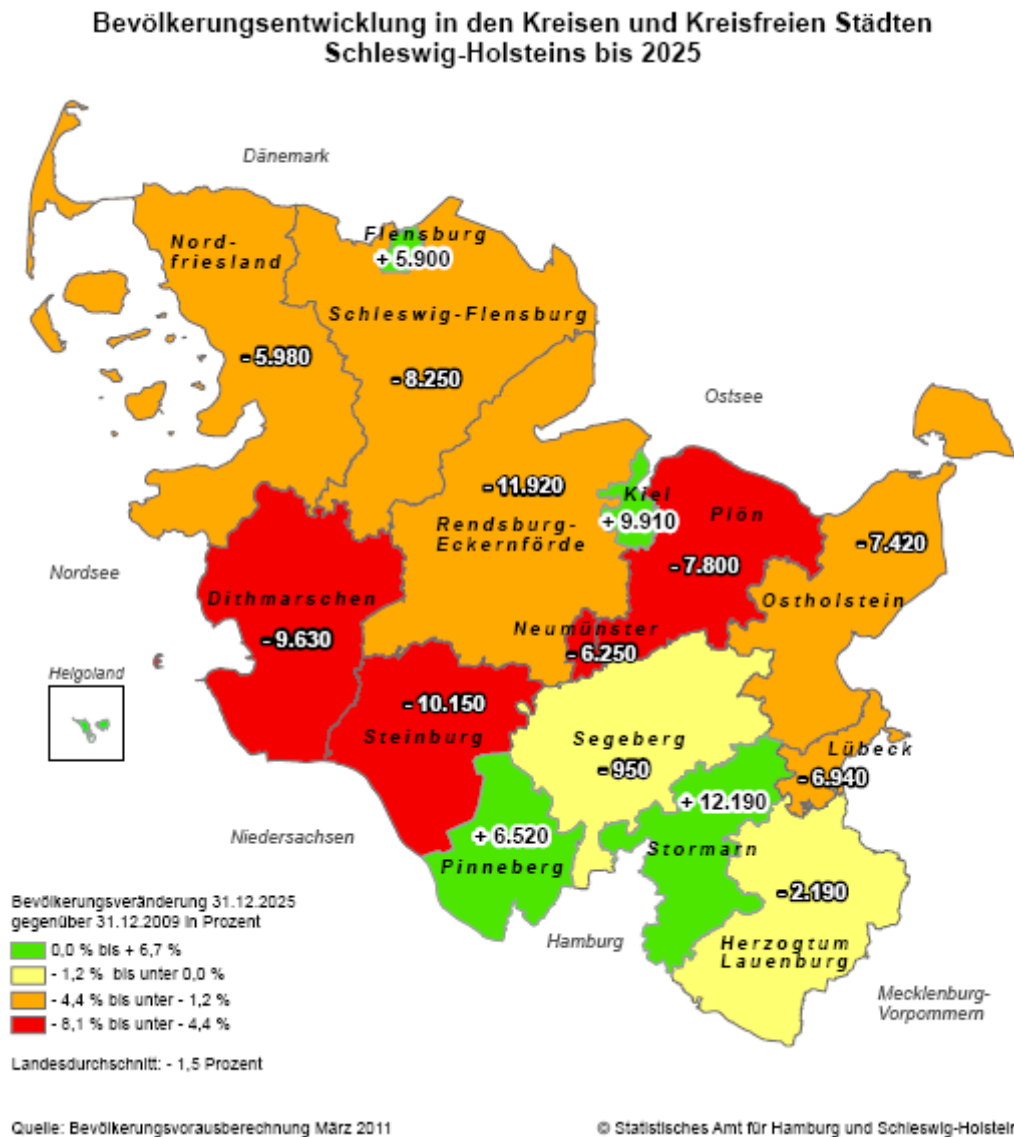 Bevölkerungsentwicklung in den Kreisen und Kreisfreien Städten
Schleswig-Holsteins bis 2025
Dänemark
Flensburg
+ 5.900
Nord-
friesland
- 5.980
Schleswig-Flensburg
- 8.250
Ostsee
- 11.920
Rendsburg-
Eckernförde
Kiel
+ 9.910
Plön
- 7.800
- 7.420
Ostholstein
Nordsee
Dithmarschen
- 9.630
Neumünster
- 6.250
Helgoland
- 10.150
Steinburg
Segeberg
- 950
Lübeck
- 6.940
+ 12.190
Stormarn
Niedersachsen
+ 6.520
Pinneberg
- 2.190
Herzogtum
Lauenburg
Hamburg
Mecklenburg-
Vorpommern
Bevölkerungsveränderung 31.12.2025
gegenüber 31.12.2009 in Prozent
0,0 % bis + 6,7 %
- 1,2 % bis unter 0,0 %
- 4,4 % bis unter - 1,2 %
- 8,1 % bis unter - 4,4 %
Landesdurchschnitt: - 1,5 Prozent
Quelle: Bevölkerungsvorausberechnung März 2011
© Statistisches Amt für Hamburg und Schleswig-Holstein